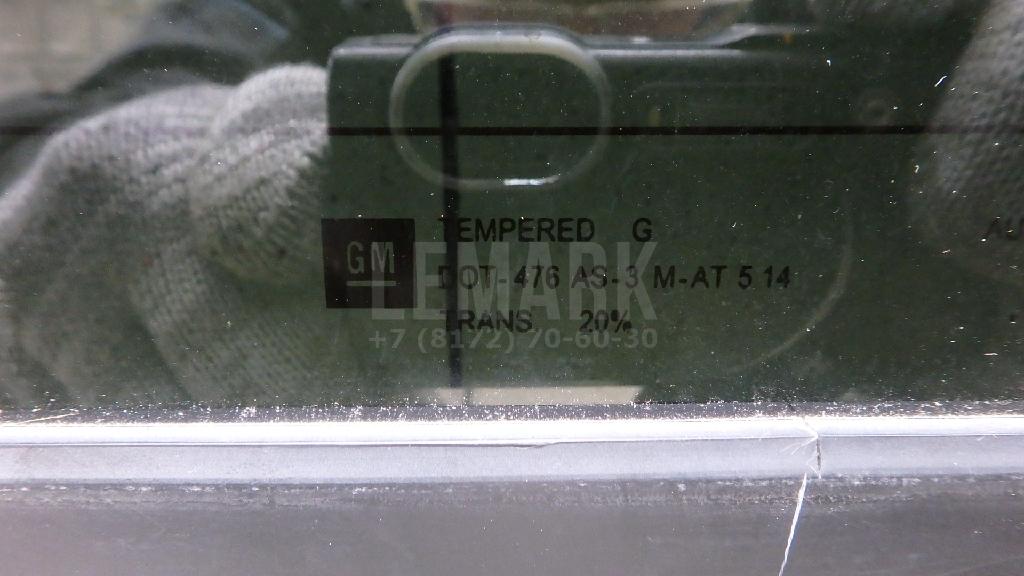 TEMPERED G
GM
DOT-476 AS-3 M-AT 5 14
TRANS 20%
LEMARK
+7 (8172) 70-60-30